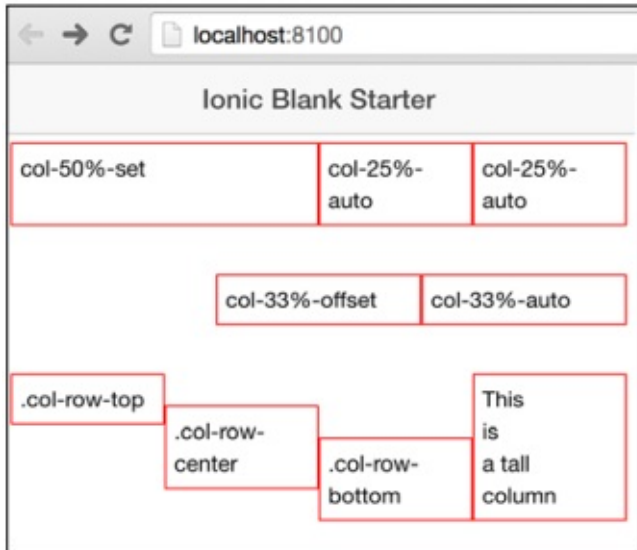 localhost:8100
Ionic Blank Starter
col-50%-set
col-25%-
auto
col-25%-
auto
col-33%-offset
col-33%-auto
.col-row-top
.col-row-
center
.col-row-
bottom
This
is
a tall
column